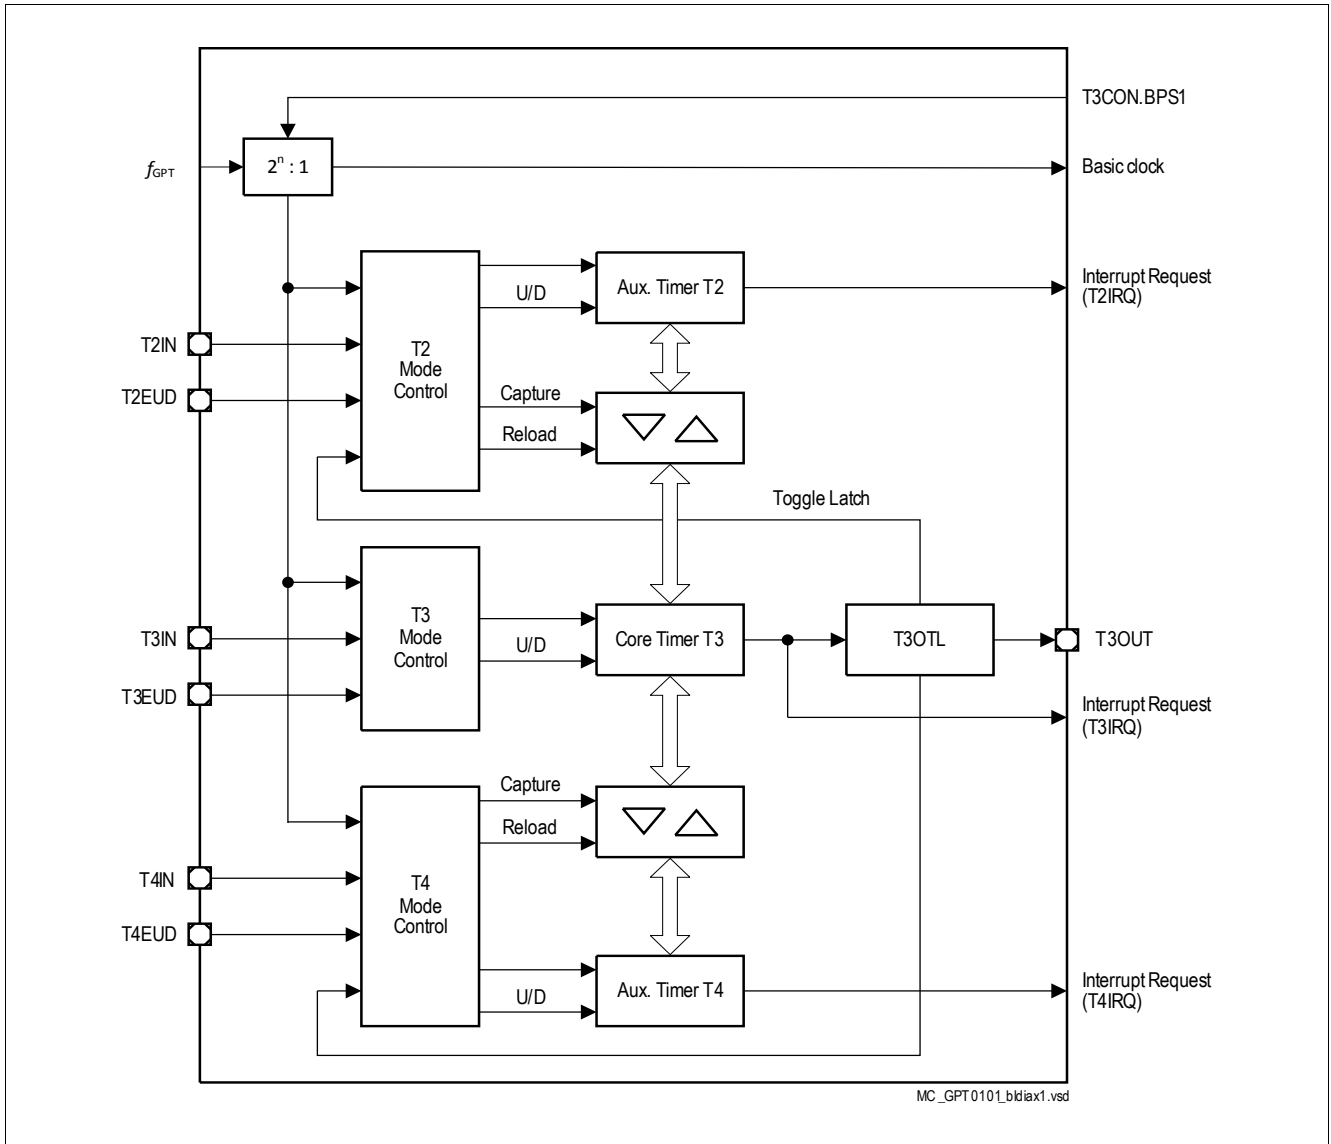 T3CON.BPS1
fGPT
2ⁿ : 1
Basic clock
T2IN
T2EUD
T2
Mode
Control
U/D
Capture
Reload
Aux. Timer T2
Interrupt Request
(T2IRQ)
Toggle Latch
T3IN
T3EUD
T3
Mode
Control
U/D
Core Timer T3
T3OTL
T3OUT
Interrupt Request
(T3IRQ)
T4IN
T4EUD
T4
Mode
Control
Capture
Reload
U/D
Aux. Timer T4
Interrupt Request
(T4IRQ)
MC_GPT0101_bldiax1.vsd